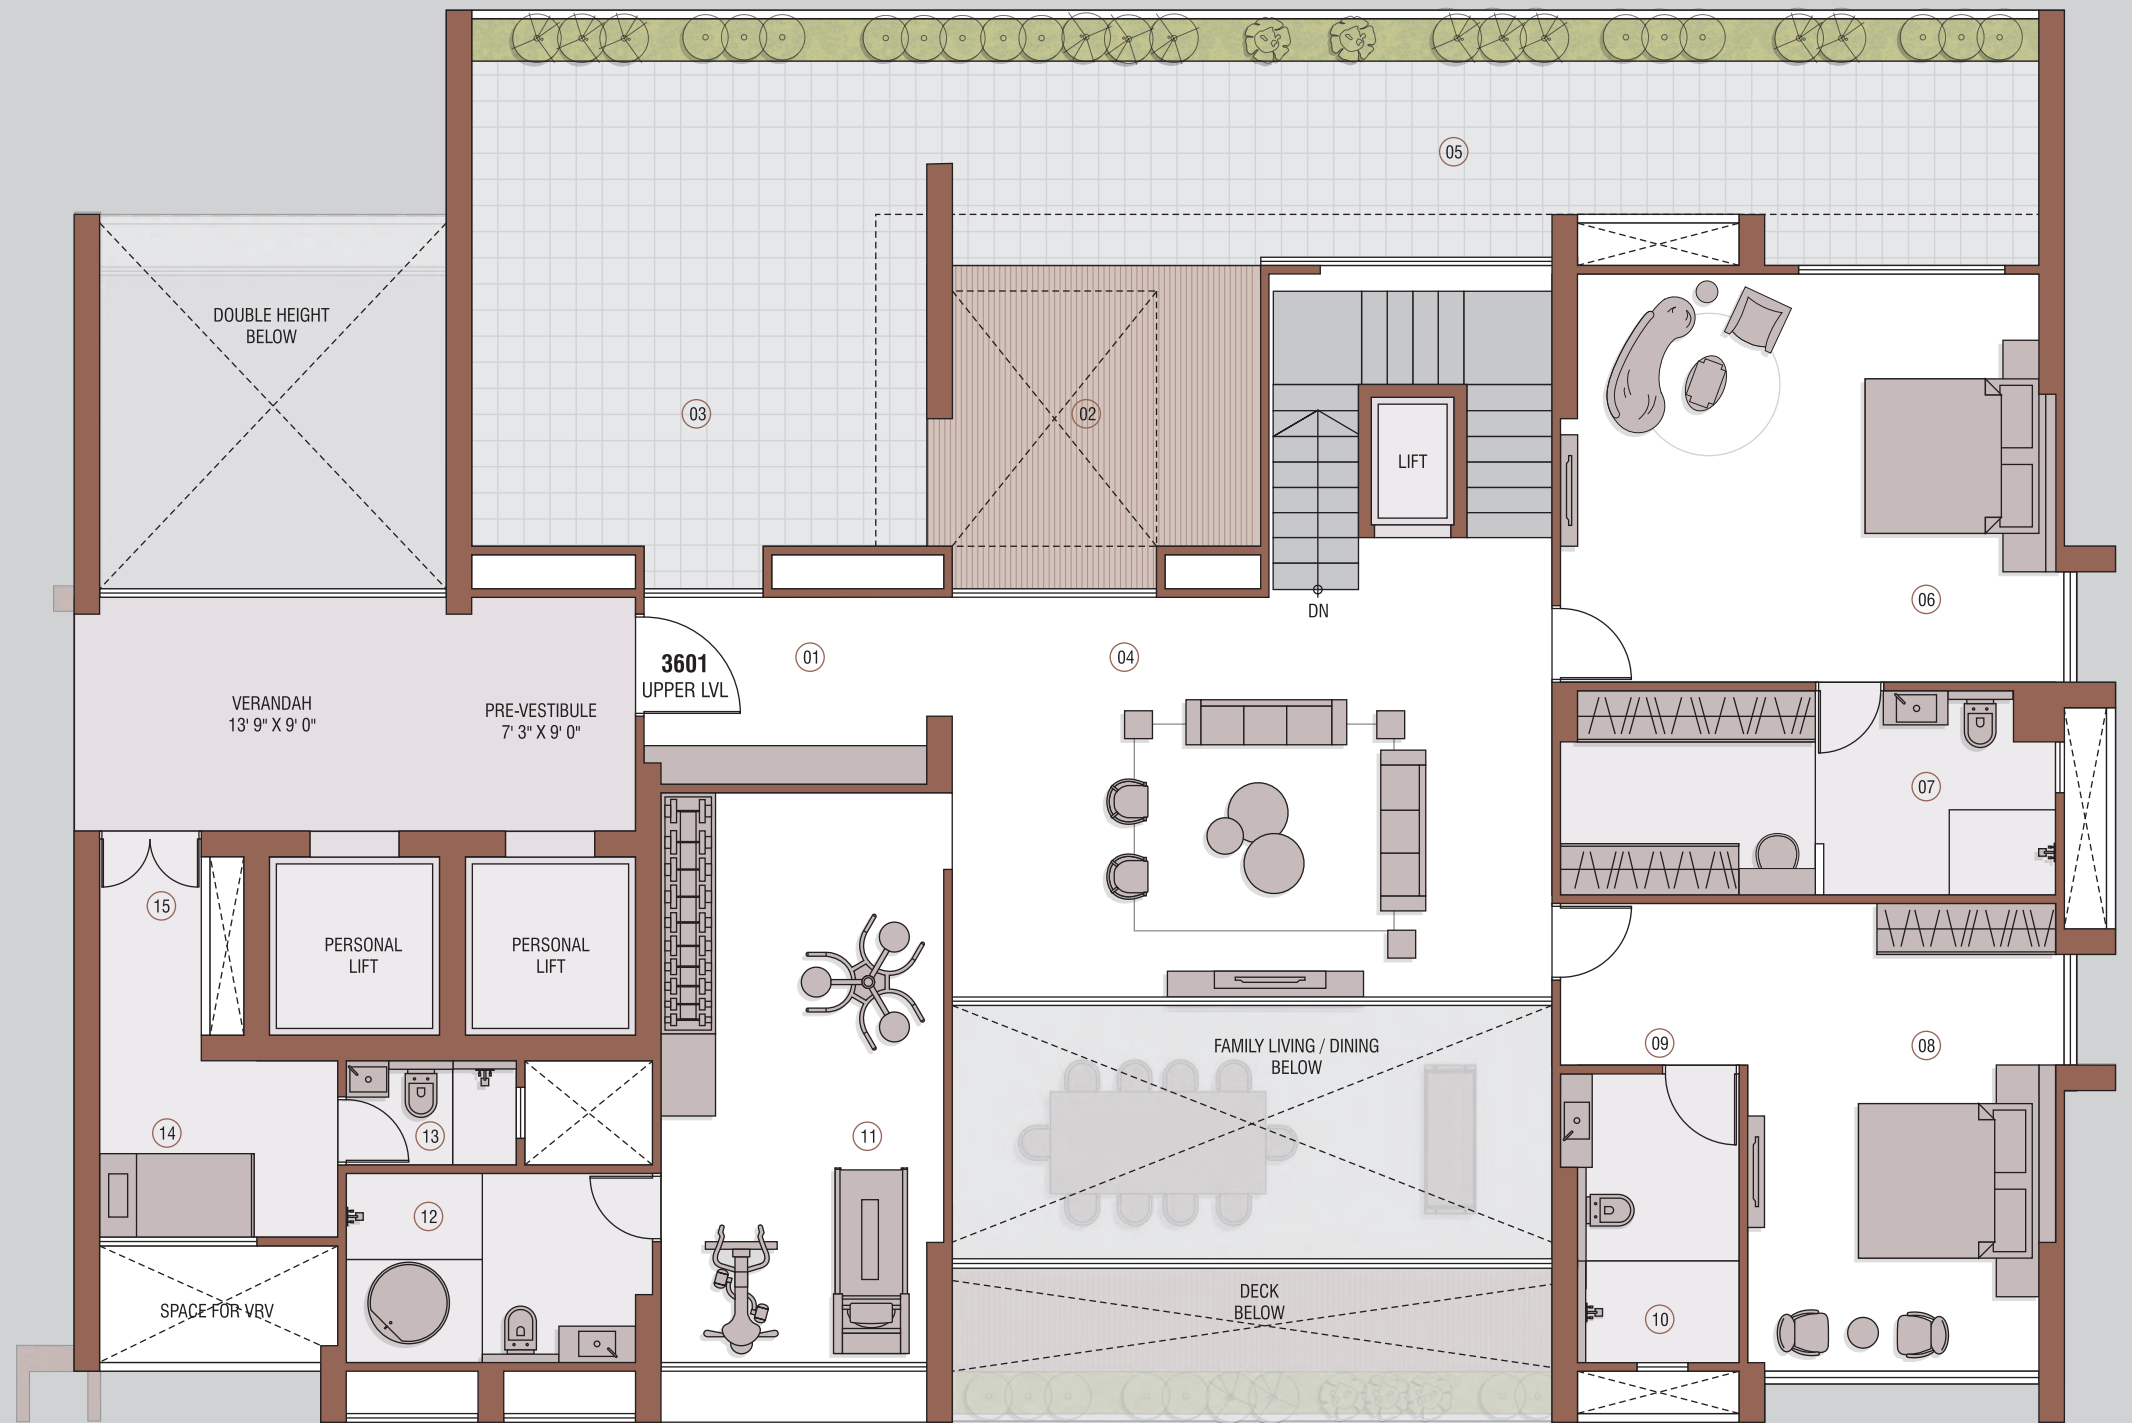 05
DOUBLE HEIGHT
BELOW
03
02
LIFT
DN
06
01
04
3601
UPPER LVL
VERANDAH
13' 9" X 9' 0"
PRE-VESTIBULE
7' 3" X 9' 0"
07
15
PERSONAL
LIFT
PERSONAL
LIFT
FAMILY LIVING / DINING
BELOW
09
08
14
13
11
12
SPACE FOR VRV
DECK
BELOW
10